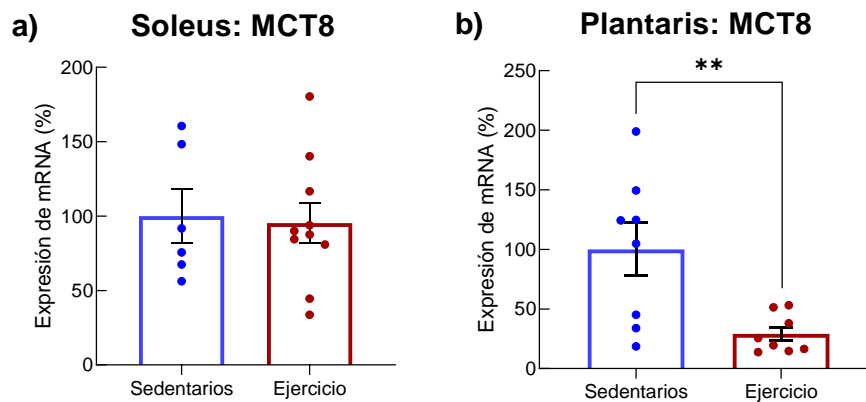 a)
Soleus: MCT8
Expresión de mRNA (%)
200
150
100
50
0
Sedentarios
Ejercicio
b)
Plantaris: MCT8
Expresión de mRNA (%)
250
200
150
100
50
0
**
Sedentarios
Ejercicio